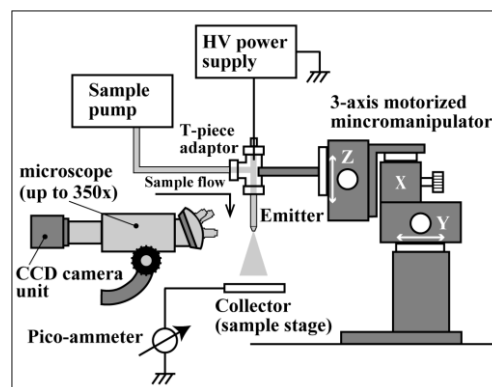 HV power
supply
Sample
pump
3-axis motorized
mincromanipulator
T-piece
adaptor
Z
microscope
(up to 350x)
Sample flow
X
Emitter
Y
CCD camera
unit
Collector
(sample stage)
Pico-ammeter